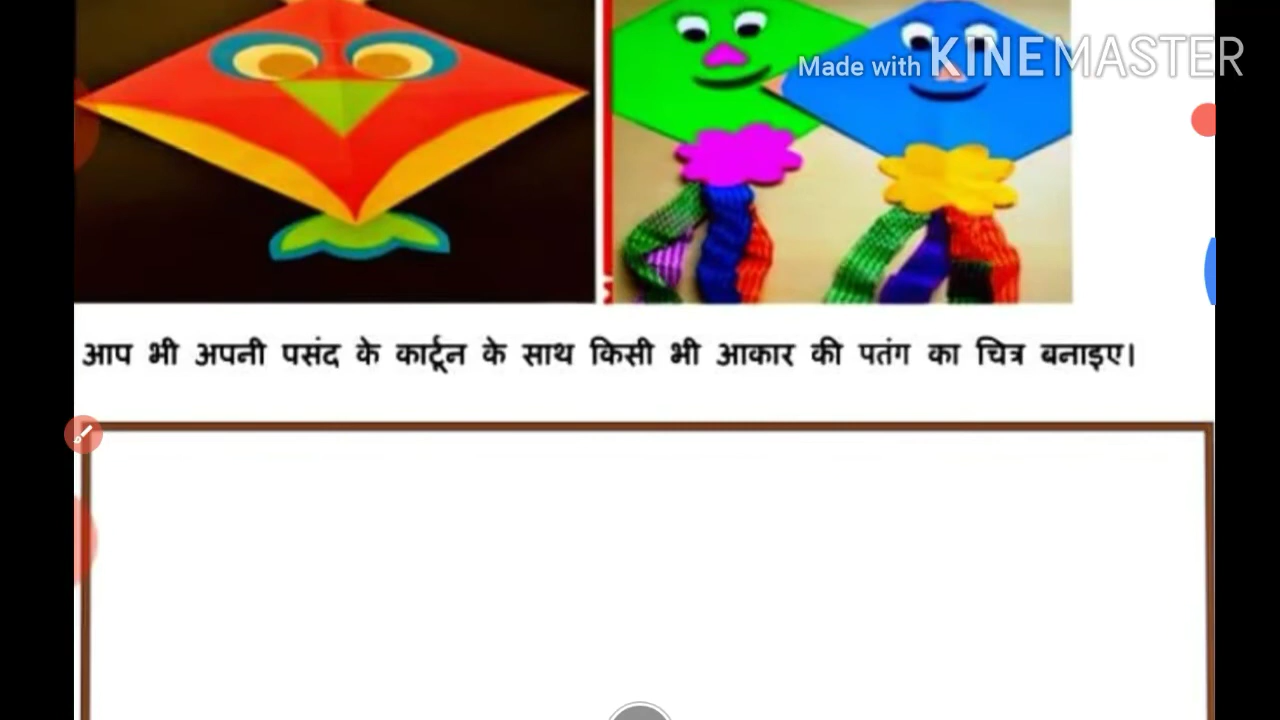 Made with KINEMASTER
आप भी अपनी पसंद के कार्टून के साथ किसी भी आकार की पतंग का चित्र बनाइए।